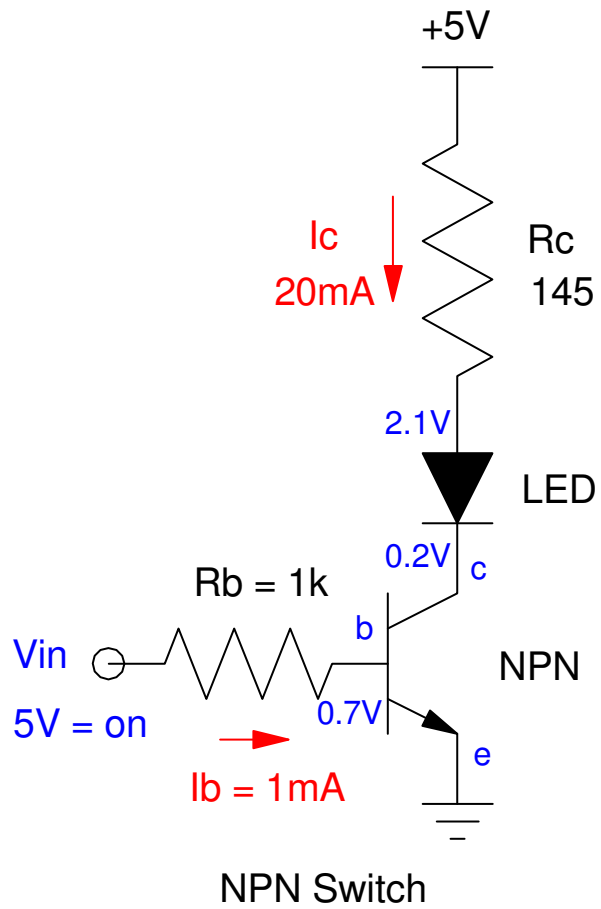 +5V
Ic
20mA
Rc
145
2.1V
LED
0.2V
c
Rb = 1k
b
Vin
NPN
5V = on
0.7V
e
Ib = 1mA
NPN Switch